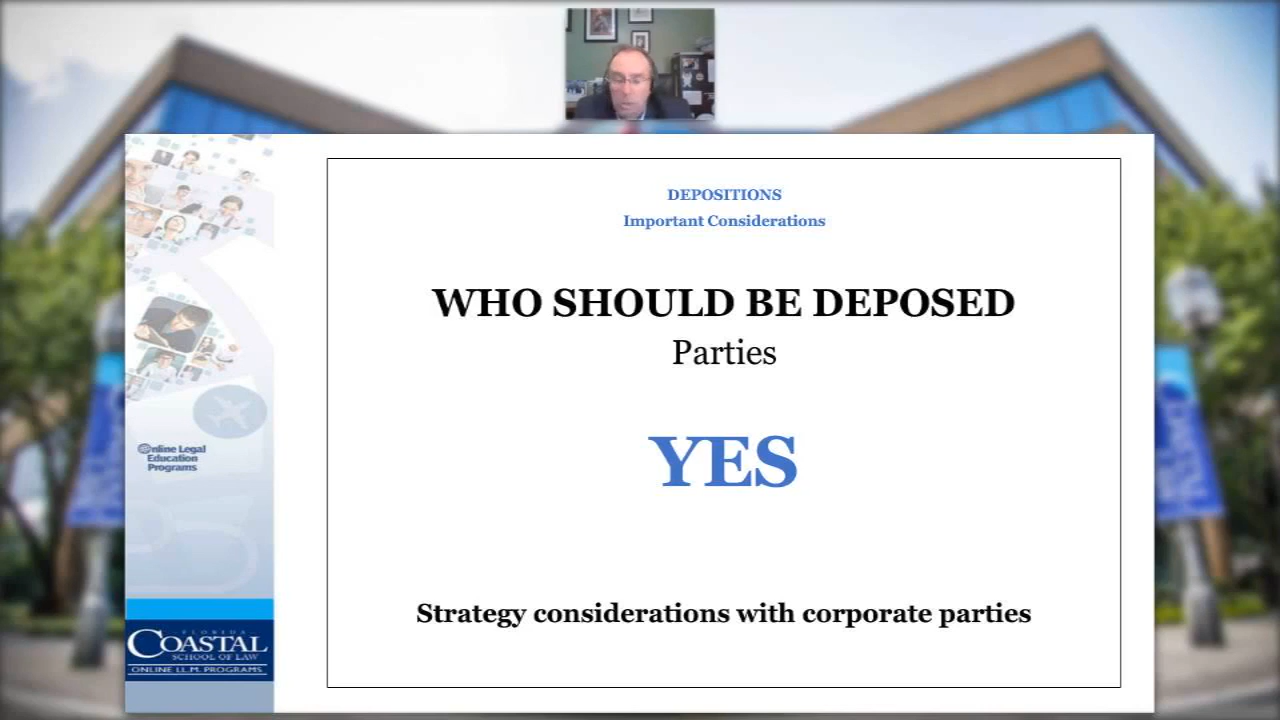 DEPOSITIONS
Important Considerations
WHO SHOULD BE DEPOSED
Parties
YES
Strategy considerations with corporate parties
Online Legal
Education
Programs
FLORIDA
COASTAL
SCHOOL OF LAW
ONLINE LL.M. PROGRAMS